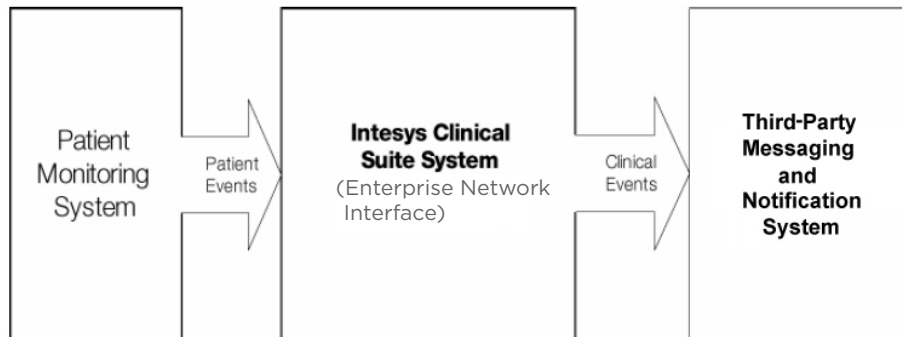 Patient
Monitoring
System
Patient
Events
Intesys Clinical
Suite System
(Enterprise Network
Interface)
Clinical
Events
Third-Party
Messaging
and
Notification
System